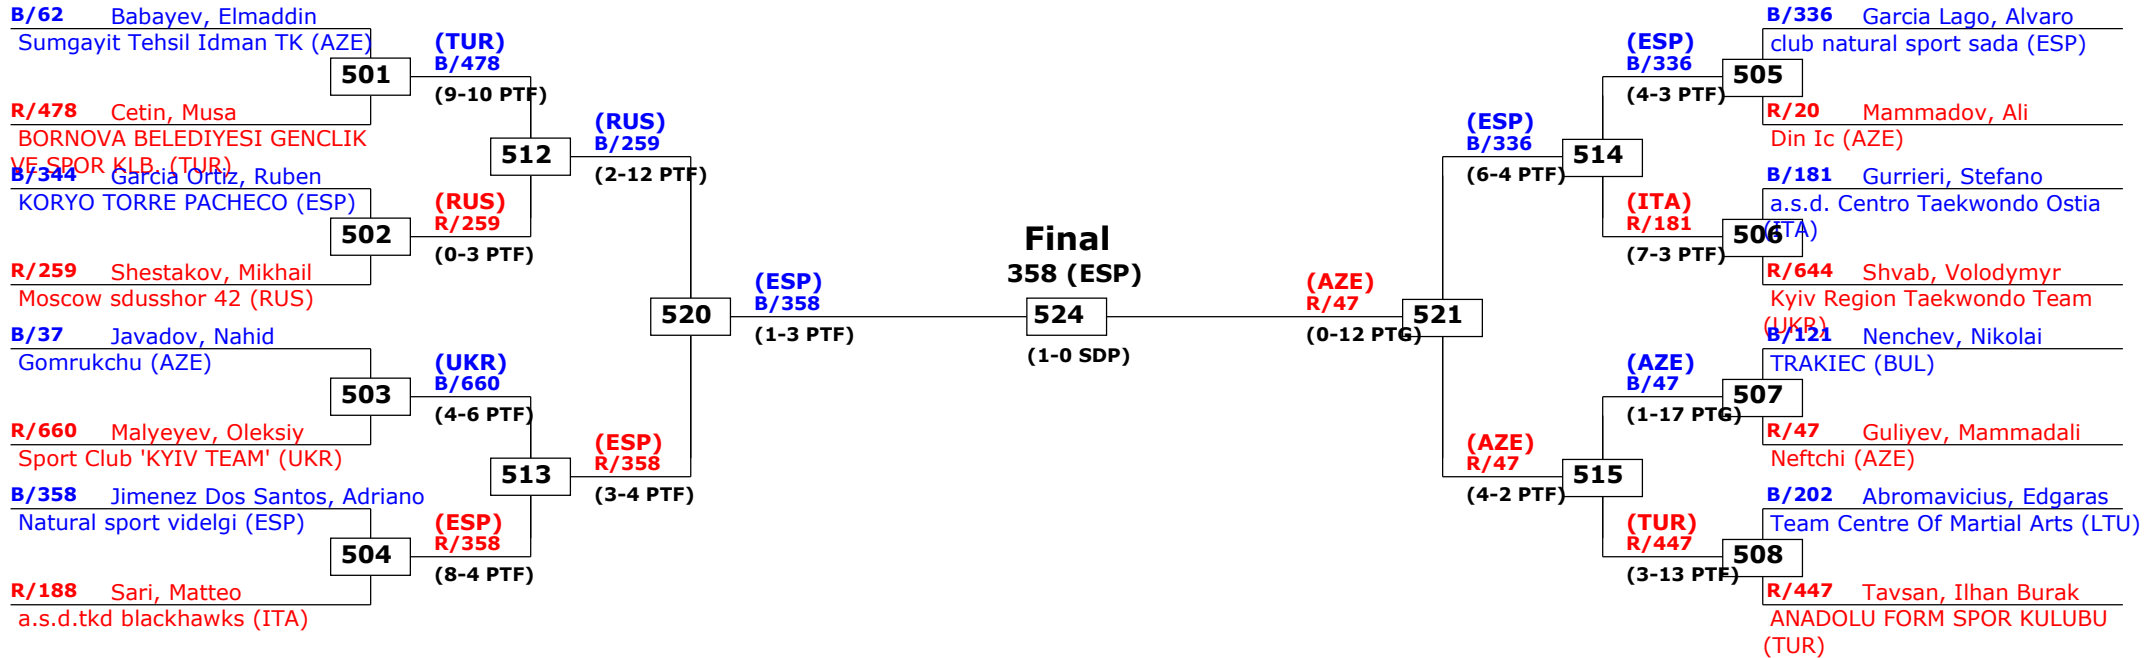 B/62 Babayev, Elmaddin
Sumgayit Tehsil Idman TK (AZE)
501
R/478 Cetin, Musa
BORNOVA BELEDIYESI GENCLIK
VE SPOR KLB. (TUR)
B/344 Garcia Ortiz, Ruben
KORYO TORRE PACHECO (ESP)
502
R/259 Shestakov, Mikhail
Moscow sdusshor 42 (RUS)
B/37 Javadov, Nahid
Gomrukchu (AZE)
503
R/660 Malyeyev, Oleksiy
Sport Club 'KYIV TEAM' (UKR)
B/358 Jimenez Dos Santos, Adriano
Natural sport videlgi (ESP)
504
R/188 Sari, Matteo
a.s.d.tkd blackhawks (ITA)
(TUR)
B/478
(9-10 PTF)
512
(RUS)
R/259
(0-3 PTF)
(UKR)
B/660
(4-6 PTF)
513
(ESP)
R/358
(8-4 PTF)
(RUS)
B/259
(2-12 PTF)
520
(ESP)
R/358
(3-4 PTF)
(ESP)
B/358
(1-3 PTF)
Final
358 (ESP)
524
(1-0 SDP)
(AZE)
R/47
(0-12 PTG)
521
(ESP)
B/336
(6-4 PTF)
514
(AZE)
R/47
(4-2 PTF)
515
(ESP)
B/336
(4-3 PTF)
(ITA)
R/181
(7-3 PTF)
(AZE)
B/47
(1-17 PTG)
(TUR)
R/447
(3-13 PTF)
B/336 Garcia Lago, Alvaro
club natural sport sada (ESP)
505
R/20 Mammadov, Ali
Din Ic (AZE)
B/181 Gurrieri, Stefano
a.s.d. Centro Taekwondo Ostia
(ITA)
506
R/644 Shvab, Volodymyr
Kyiv Region Taekwondo Team
(UKR)
B/121 Nenchev, Nikolai
TRAKIEC (BUL)
507
R/47 Guliyev, Mammadali
Neftchi (AZE)
B/202 Abromavicius, Edgaras
Team Centre Of Martial Arts (LTU)
508
R/447 Tavsan, Ilhan Burak
ANADOLU FORM SPOR KULUBU
(TUR)